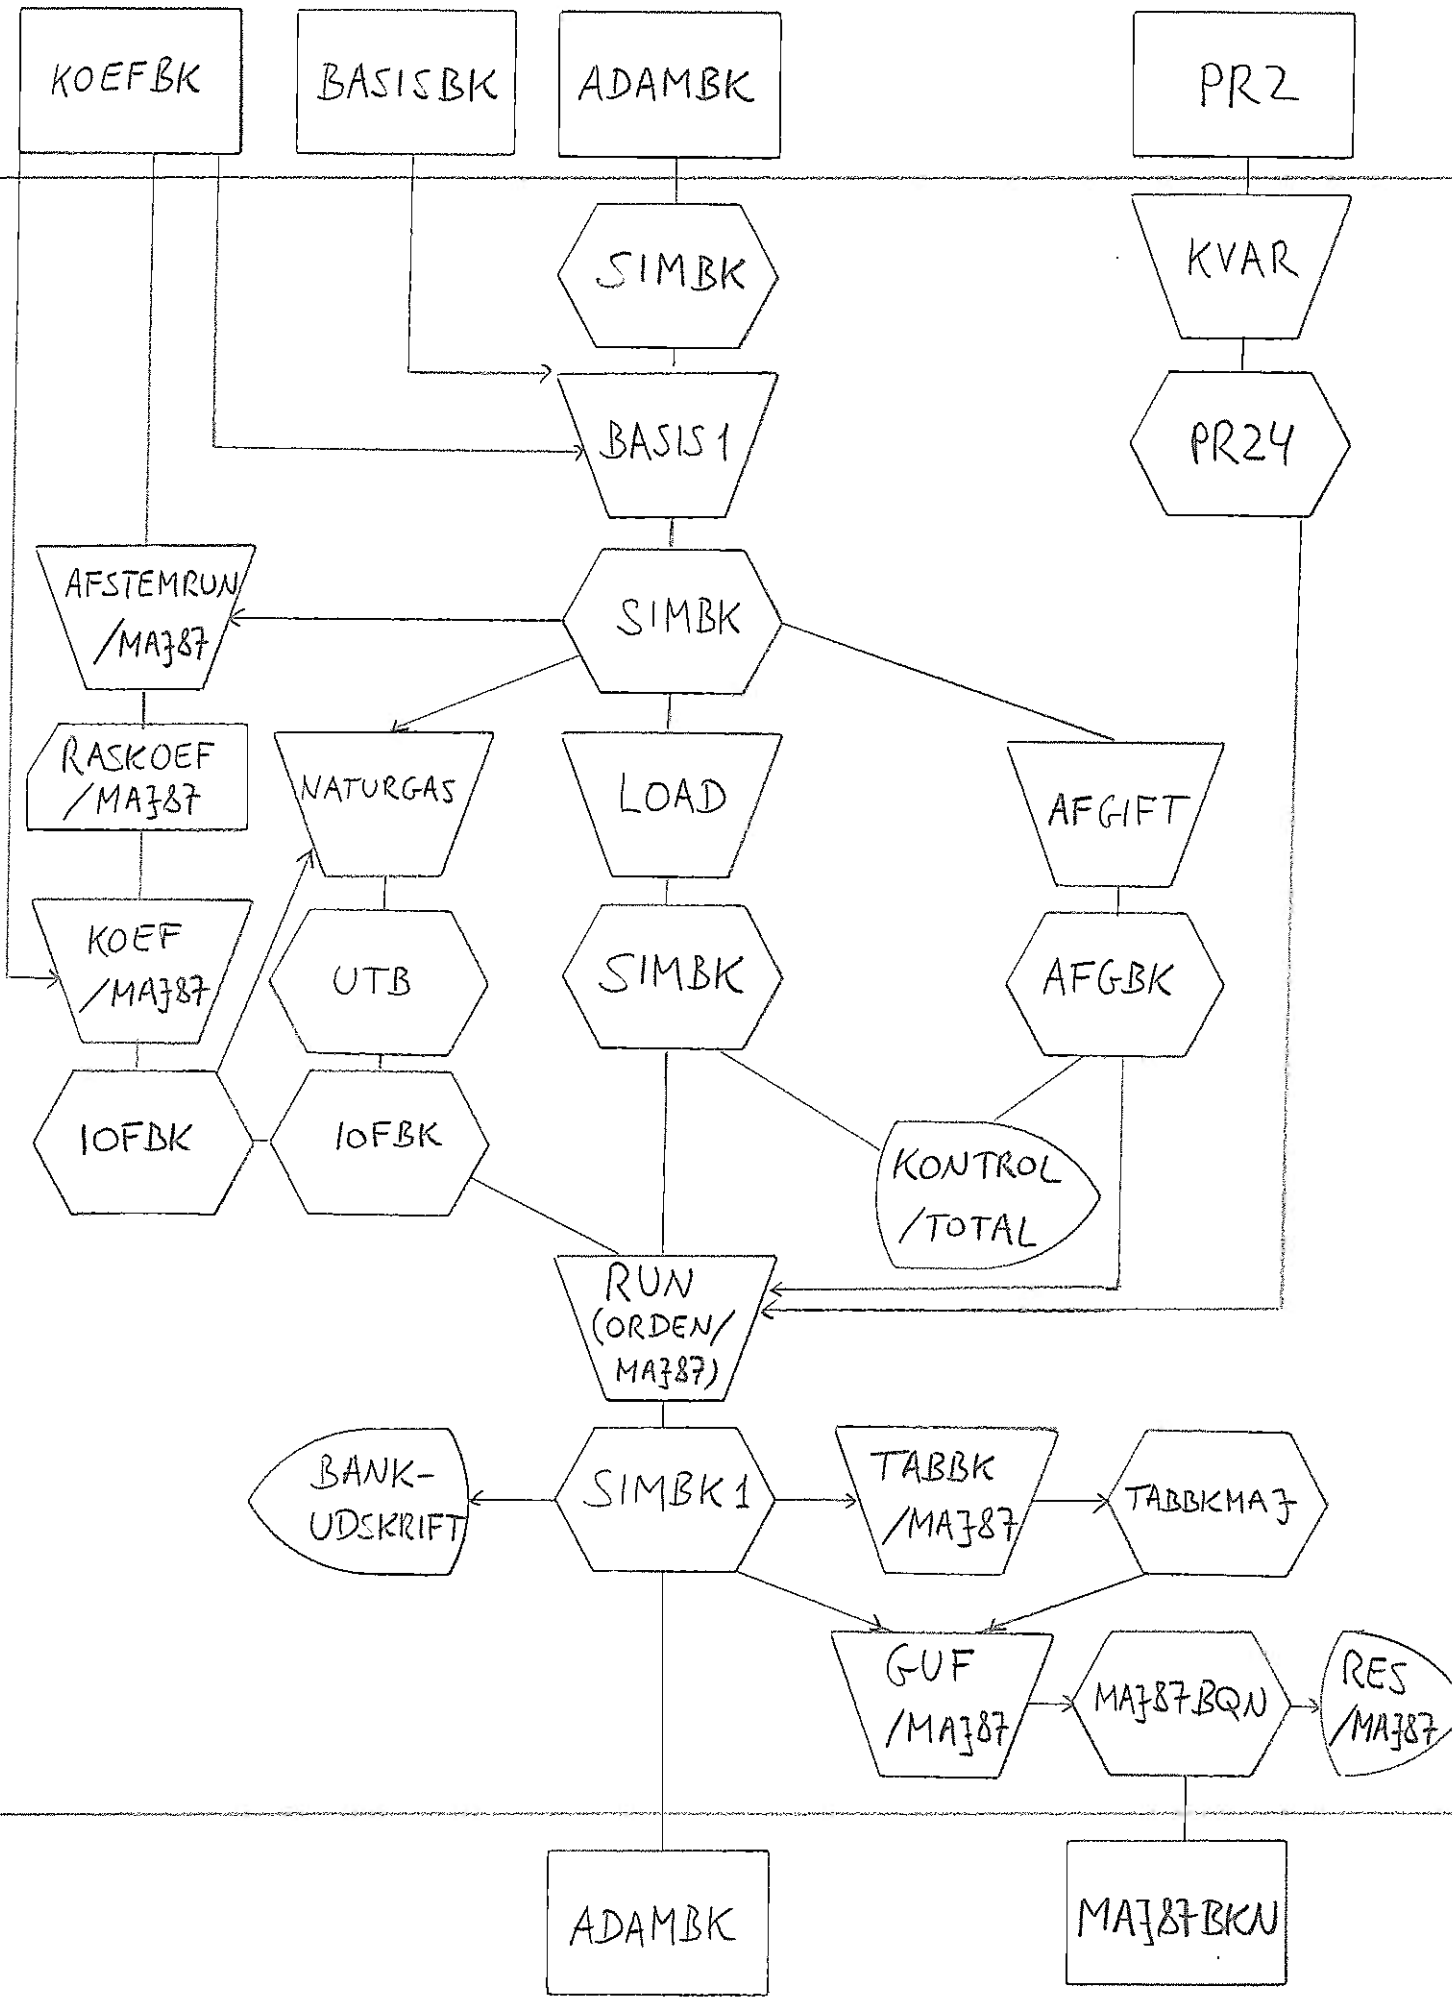 KOEFBK
BASISBK
ADAMBK
PR2
SIMBK
KVAR
BASIS1
PR24
AFSTEMRUN
/MAJ87
SIMBK
RASKOEF
/MAJ87
NATURGAS
LOAD
AFGIFT
KOEF
/MAJ87
UTB
SIMBK
AFGBK
IOFBK
IOFBK
KONTROL
/TOTAL
RUN
(ORDEN/
MAJ87)
BANK-
UDSKRIFT
SIMBK1
TABBK
/MAJ87
TABBKMAJ
GUF
/MAJ87
MAJ87BQN
RES
/MAJ87
ADAMBK
MAJ87BKN